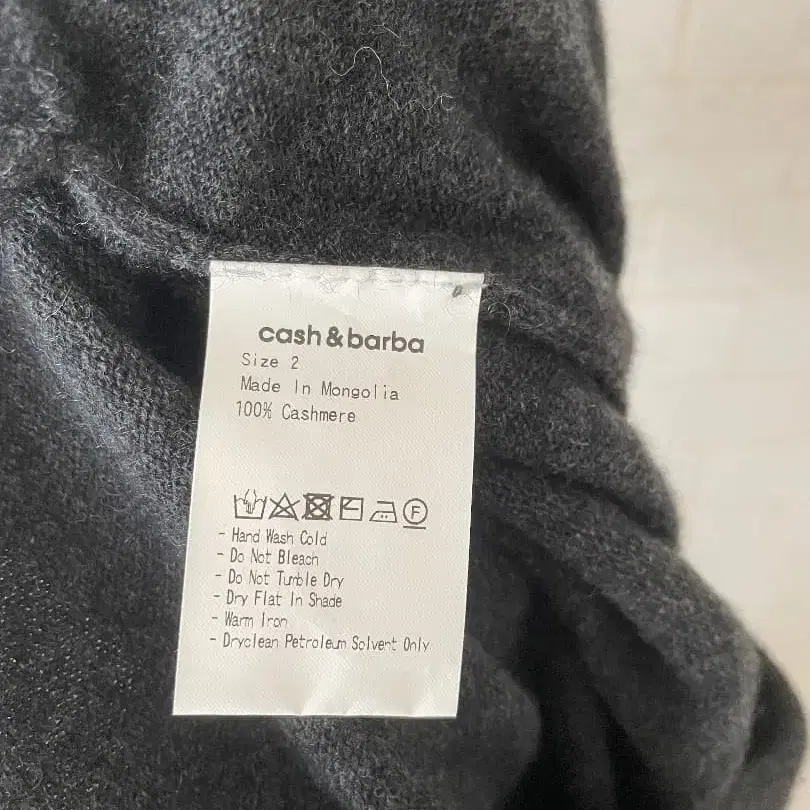 cash&barba
Size 2
Made In Mongolia
100% Cashmere
F
- Hand Wash Cold
- Do Not Bleach
- Do Not Tumble Dry
- Dry Flat In Shade
- Warm Iron
- Dryclean Petroleum Solvent Only